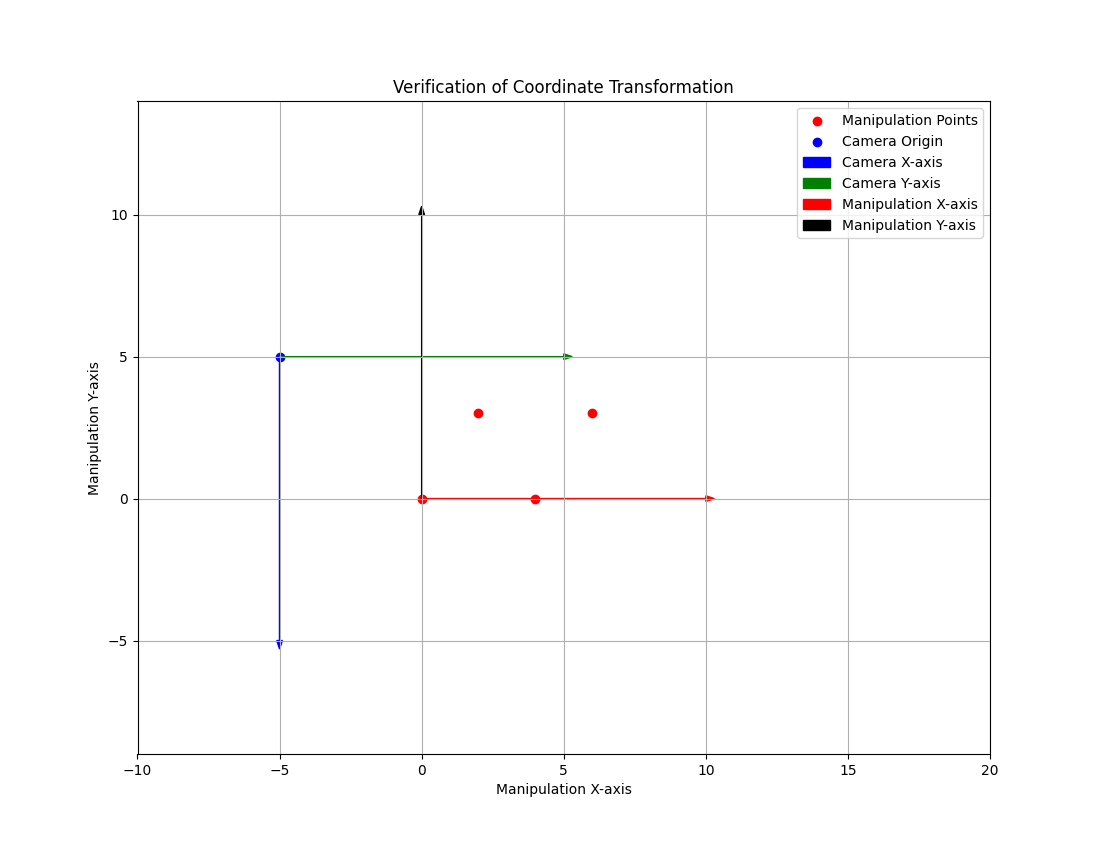 Verification of Coordinate Transformation
Manipulation Points
Camera Origin
Camera X-axis
Camera Y-axis
Manipulation X-axis
Manipulation Y-axis
10
5
0
−5
Manipulation Y-axis
−10
−5
0
5
10
15
20
Manipulation X-axis